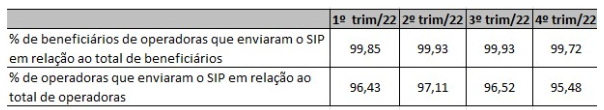 1º trim/22 2º trim/22 3º trim/22 4º trim/22
% de beneficiários de operadoras que enviaram o SIP
em relação ao total de beneficiários 99,85 99,93 99,93 99,72
% de operadoras que enviaram o SIP em relação ao
total de operadoras 96,43 97,11 96,52 95,48